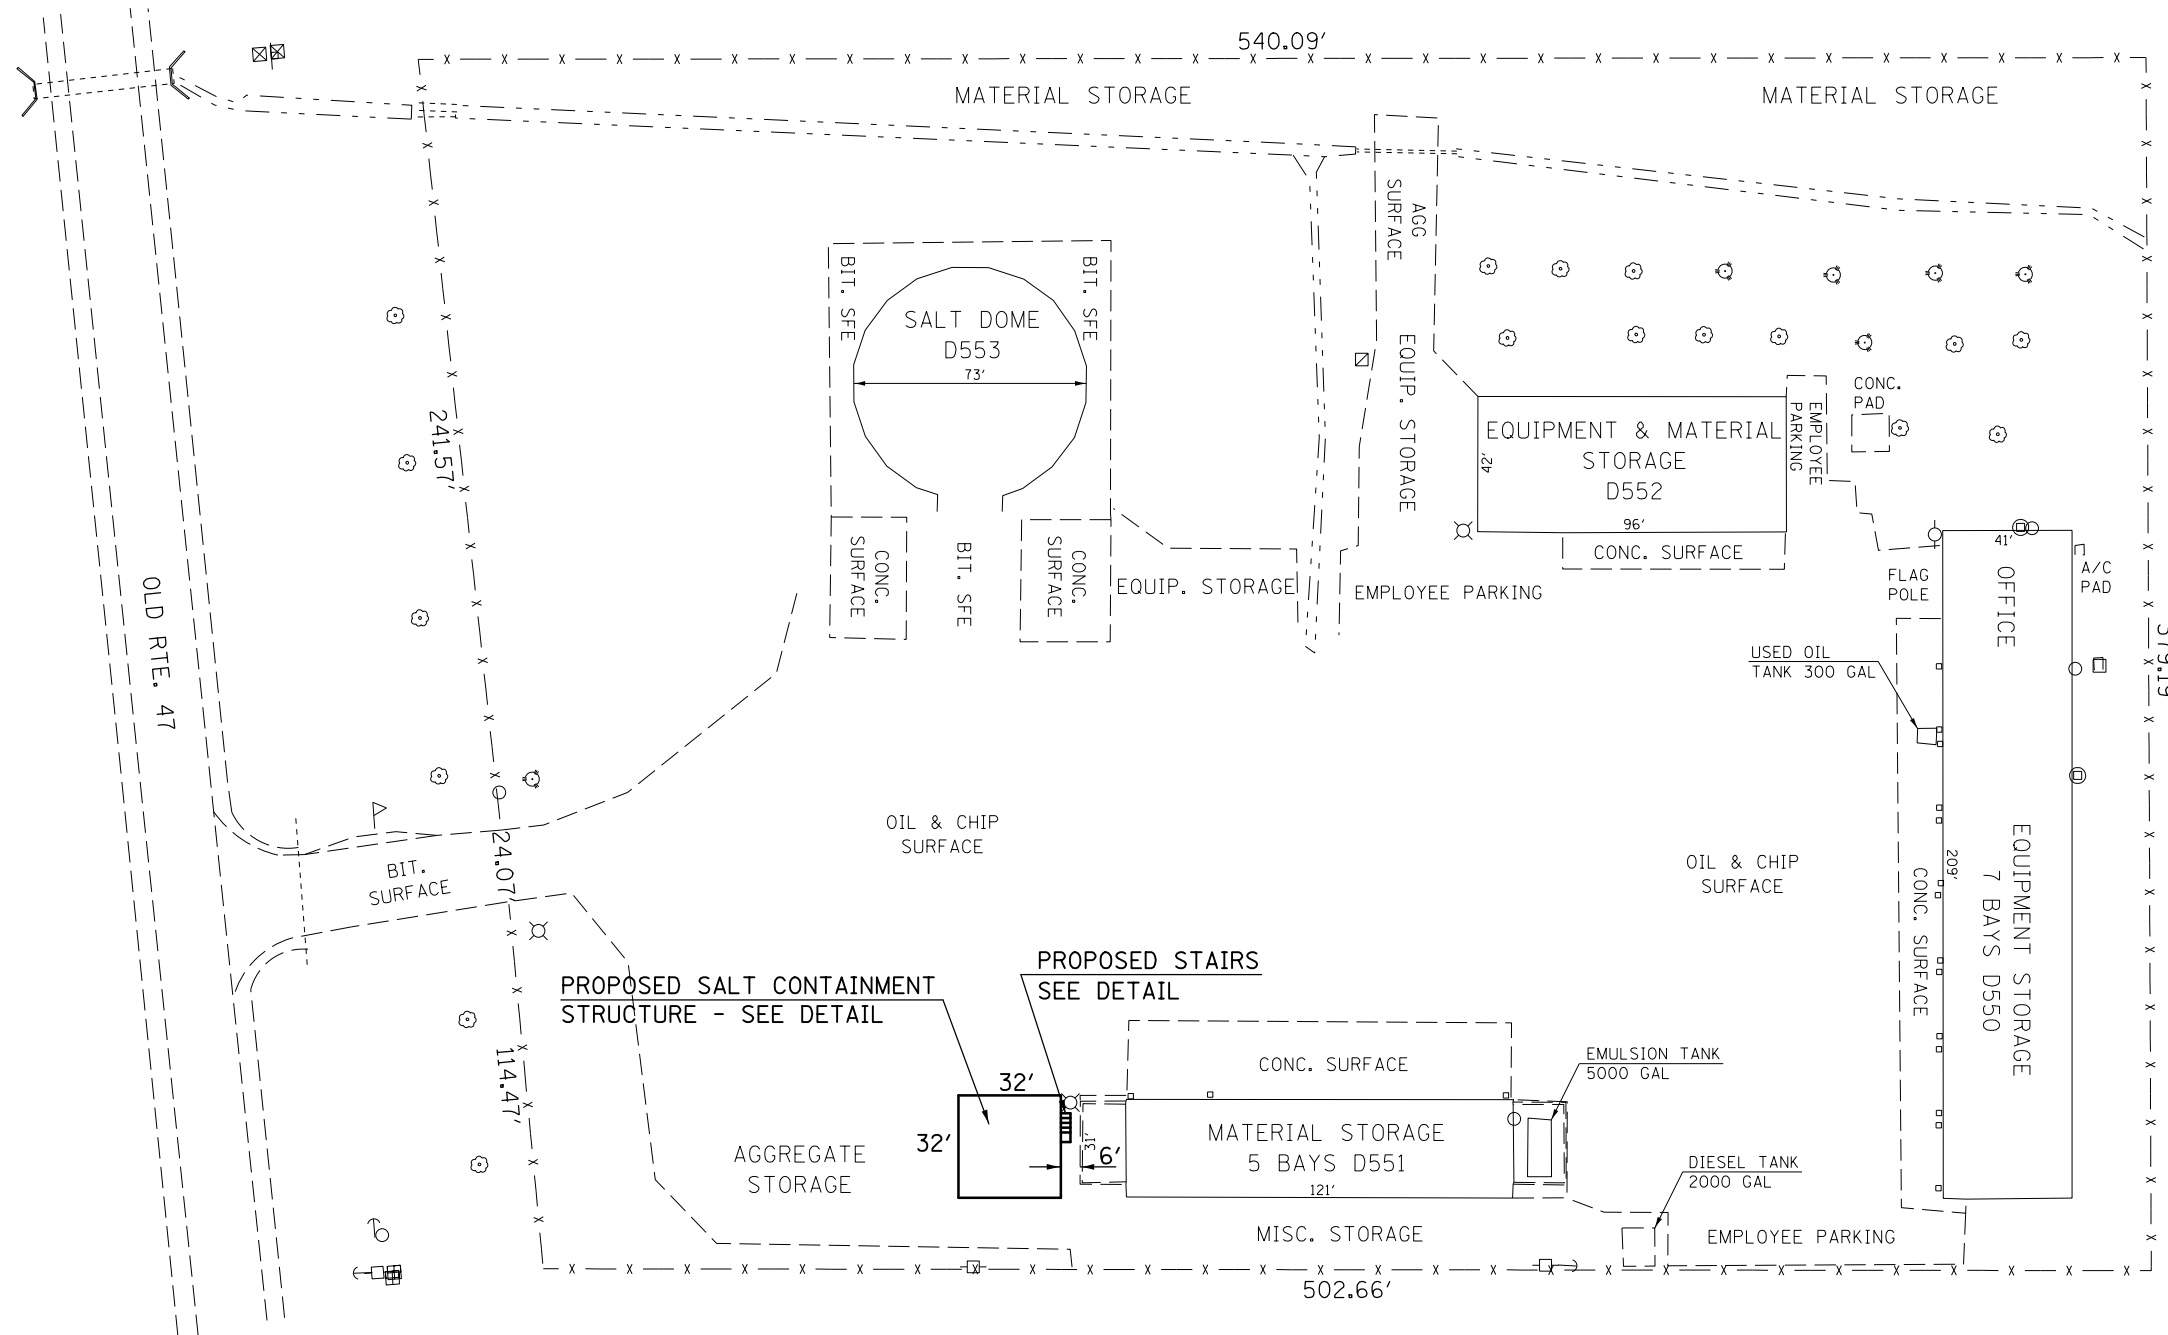 540.09'
MATERIAL STORAGE
MATERIAL STORAGE
AGG
SURFACE
BIT. SFE
BIT. SFE
SALT DOME
D553
73'
EQUIP. STORAGE
EQUIPMENT & MATERIAL
STORAGE
D552
42'
96'
EMPLOYEE
PARKING
CONC.
PAD
241.57'
CONC.
SURFACE
BIT. SFE
CONC.
SURFACE
EQUIP. STORAGE
EMPLOYEE PARKING
CONC. SURFACE
41'
OFFICE
FLAG
POLE
A/C
PAD
OLD RTE. 47
USED OIL
TANK 300 GAL
OIL & CHIP
SURFACE
OIL & CHIP
SURFACE
24.07'
BIT.
SURFACE
209'
CONC. SURFACE
EQUIPMENT STORAGE
7 BAYS D550
PROPOSED STAIRS
SEE DETAIL
PROPOSED SALT CONTAINMENT
STRUCTURE - SEE DETAIL
114.47'
32'
32'
31'
6'
CONC. SURFACE
EMULSION TANK
5000 GAL
MATERIAL STORAGE
5 BAYS D551
121'
AGGREGATE
STORAGE
DIESEL TANK
2000 GAL
MISC. STORAGE
EMPLOYEE PARKING
502.66'